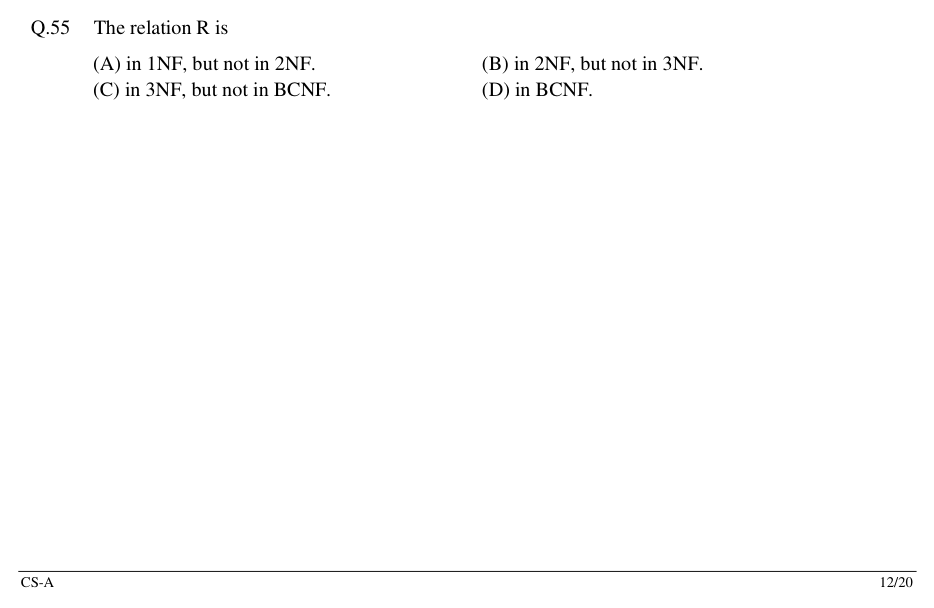 Q.55 The relation R is
(A) in 1NF, but not in 2NF. (B) in 2NF, but not in 3NF.
(C) in 3NF, but not in BCNF. (D) in BCNF.
CS-A 12/20